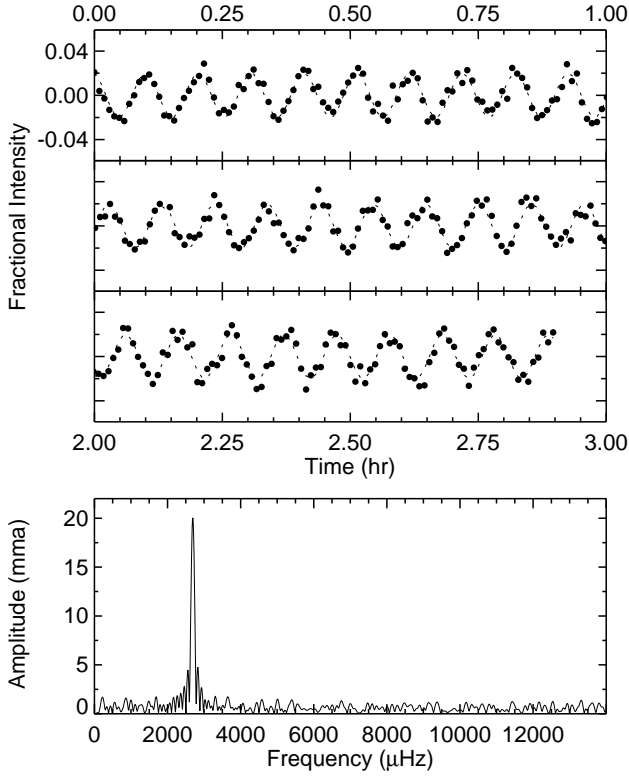 0.00 0.25 0.50 0.75 1.00
0.04
0.00
-0.04
Fractional Intensity
2.00 2.25 2.50 2.75 3.00
Time (hr)
20
15
10
5
0
Amplitude (mma)
0 2000 4000 6000 8000 10000 12000
Frequency (μHz)